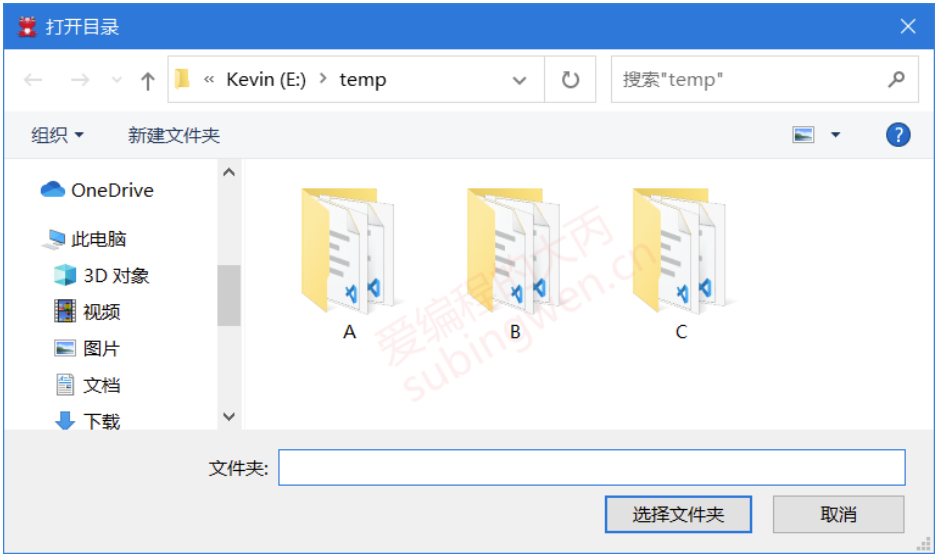 打开目录
« Kevin (E:) › temp
搜索"temp"
组织
新建文件夹
OneDrive
此电脑
3D 对象
视频
图片
文档
下载
A
B
C
爱编程的大丙
subingwen.cn
文件夹:
选择文件夹
取消